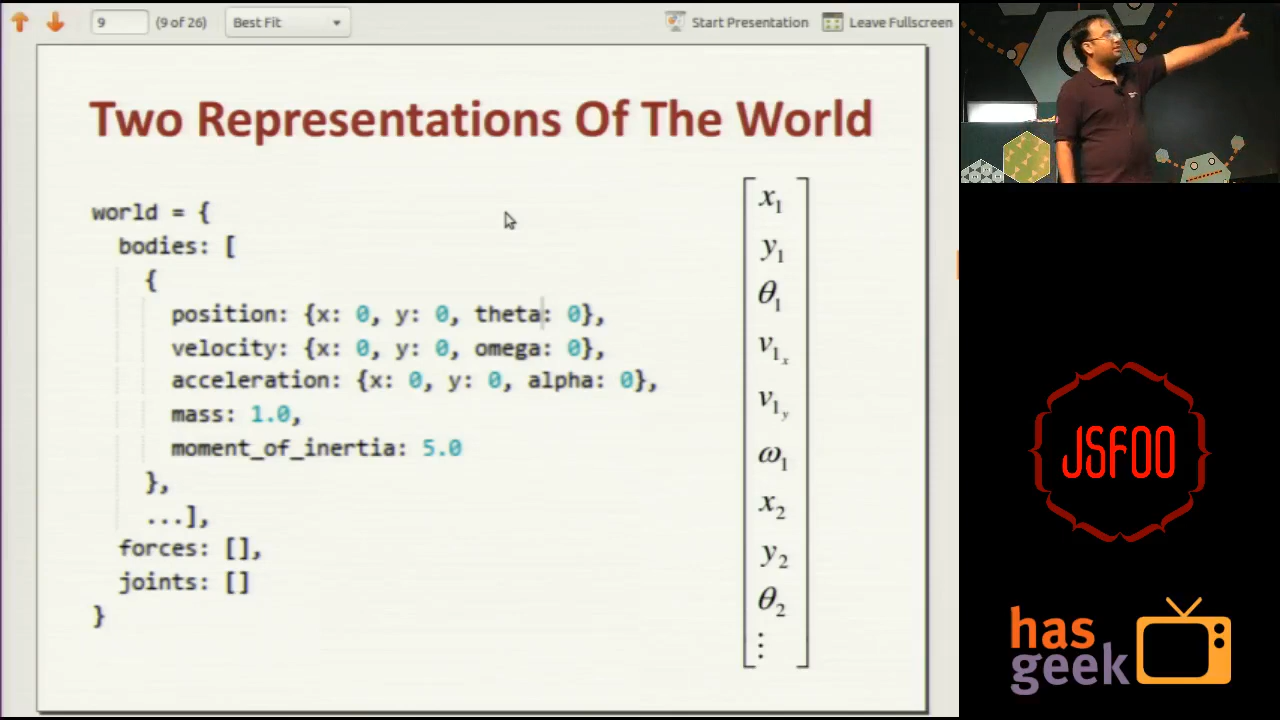 9 (9 of 26) Best Fit Start Presentation Leave Fullscreen
Two Representations Of The World
world = {
bodies: [
{
position: {x: 0, y: 0, theta: 0},
velocity: {x: 0, y: 0, omega: 0},
acceleration: {x: 0, y: 0, alpha: 0},
mass: 1.0,
moment_of_inertia: 5.0
},
...],
forces: [],
joints: []
}
x₁
y₁
θ₁
v₁ₓ
v₁ᵧ
ω₁
x₂
y₂
θ₂
⋮
JSFOO
has
geek